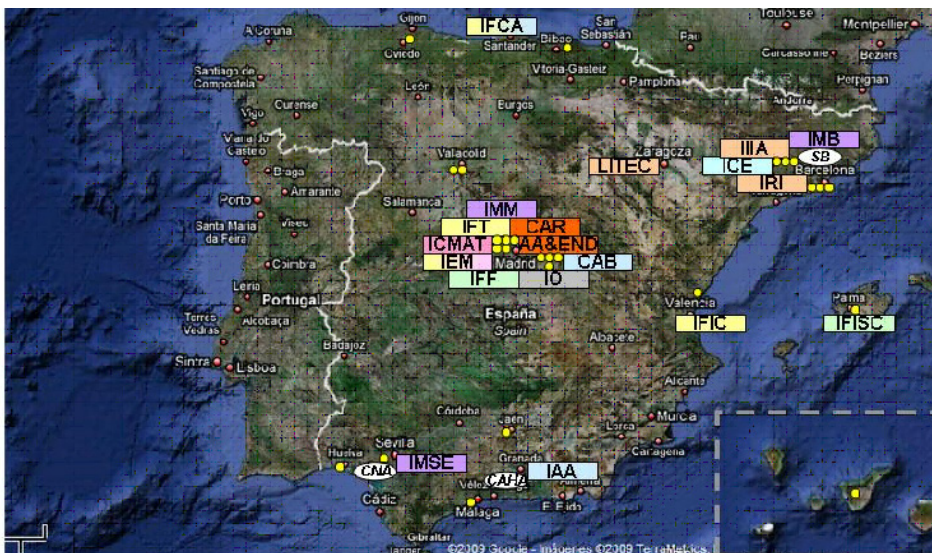 Gijón
Toulouse
Montpellier
A Coruña
IFCA
San
Sebastián
Oviedo
Santander
Bilbao
Pau
Beziers
Carcassonne
Santiago de
Compostela
Vitoria-Gasteiz
Pamplona
Perpignan
León
Andorra
Ourense
Burgos
Vigo
Viana do
Castelo
IMB
IIIA
SB
Valladolid
Zaragoza
LITEC
ICE
Barcelona
Braga
IRI
Amarante
Porto
Salamanca
IMM
Viseu
Santa Maria
da Feira
IFT
CAR
ICMAT
AA&END
Coimbra
IEM
Madrid
CAB
IFF
IO
Leiria
Portugal
Valencia
Palma
Alcobaça
España
Spain
IFIC
IFISC
Torres
Vedras
Albacete
Badajoz
Sintra
Lisboa
Alicante
Córdoba
Murcia
Jaén
Lorca
Huelva
Sevilla
Cartagena
Granada
CNA
IMSE
CAHA
IAA
Almería
Cádiz
Málaga
El Ejido
Gibraltar
Tanger
©2009 Google - Imágenes ©2009 TerraMetrics